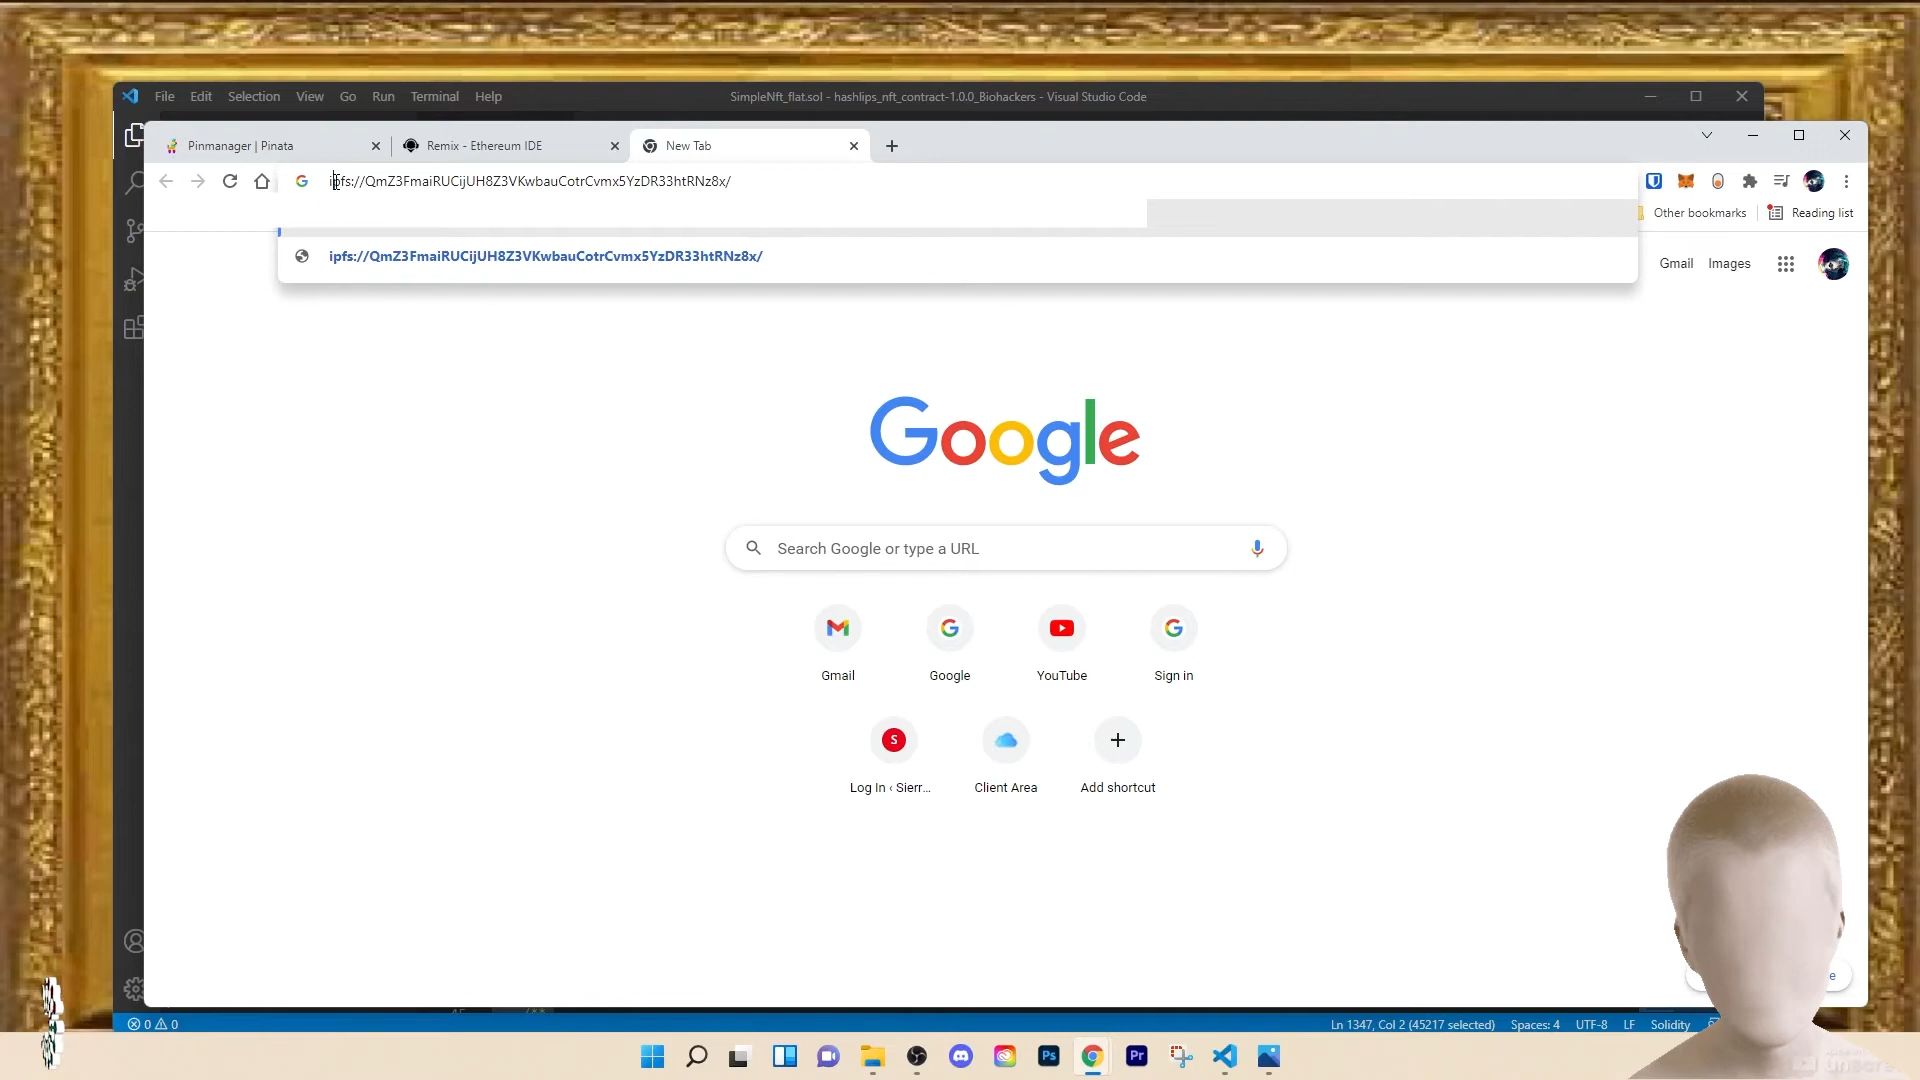 File Edit Selection View Go Run Terminal Help
SimpleNft_flat.sol - hashlips_nft_contract-1.0.0_Biohackers - Visual Studio Code
Pinmanager | Pinata
Remix - Ethereum IDE
New Tab
ipfs://QmZ3FmaiRUCijUH8Z3VKwbauCotrCvmx5YzDR33htRNz8x/
Other bookmarks
Reading list
ipfs://QmZ3FmaiRUCijUH8Z3VKwbauCotrCvmx5YzDR33htRNz8x/
Gmail Images
Google
Search Google or type a URL
Gmail
Google
YouTube
Sign in
S
Log In ‹ Sierr...
Client Area
Add shortcut
e
0 0
Ln 1347, Col 2 (45217 selected) Spaces: 4 UTF-8 LF Solidity
Ps
Pr